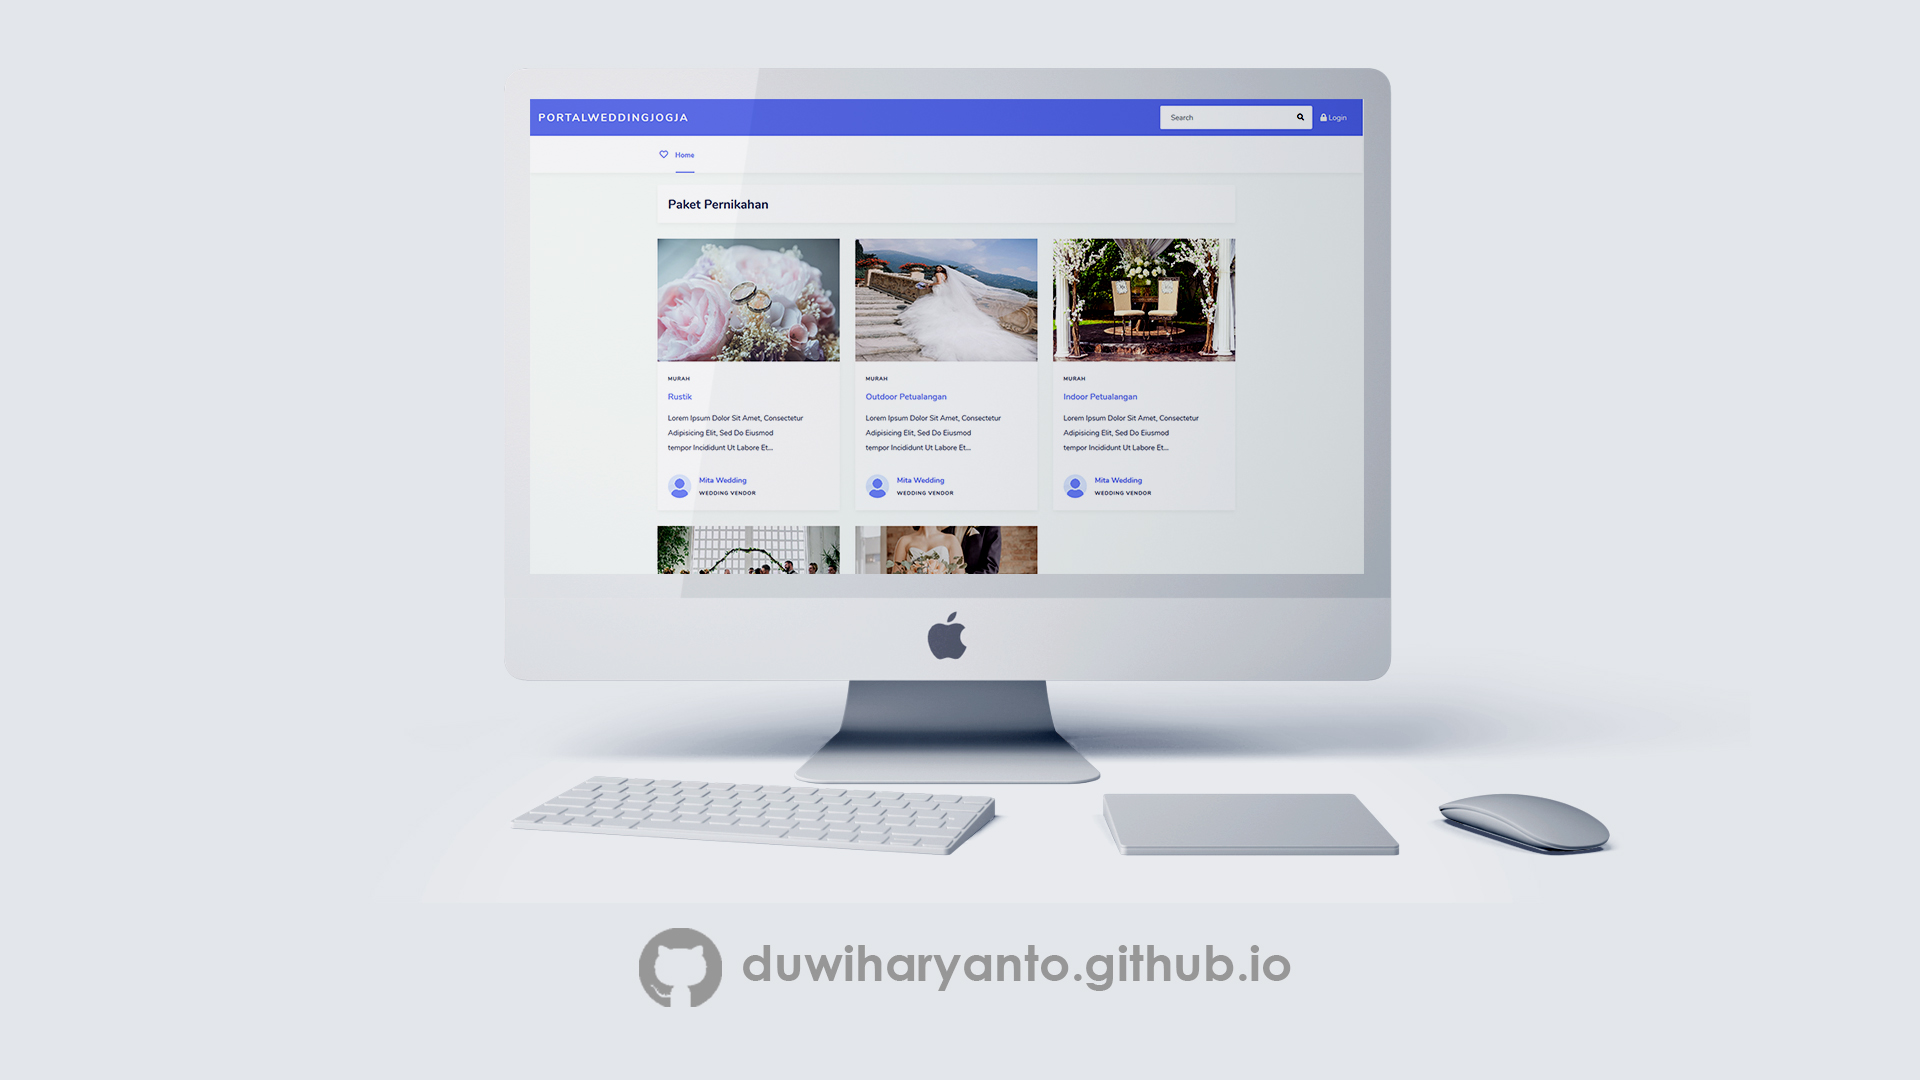 PORTALWEDDINGJOGJA
Search
Login
Home
Paket Pernikahan
MURAH
Rustik
Lorem Ipsum Dolor Sit Amet, Consectetur
Adipisicing Elit, Sed Do Eiusmod
tempor Incididunt Ut Labore Et...
Mita Wedding
WEDDING VENDOR
MURAH
Outdoor Petualangan
Lorem Ipsum Dolor Sit Amet, Consectetur
Adipisicing Elit, Sed Do Eiusmod
tempor Incididunt Ut Labore Et...
Mita Wedding
WEDDING VENDOR
MURAH
Indoor Petualangan
Lorem Ipsum Dolor Sit Amet, Consectetur
Adipisicing Elit, Sed Do Eiusmod
tempor Incididunt Ut Labore Et...
Mita Wedding
WEDDING VENDOR
duwiharyanto.github.io